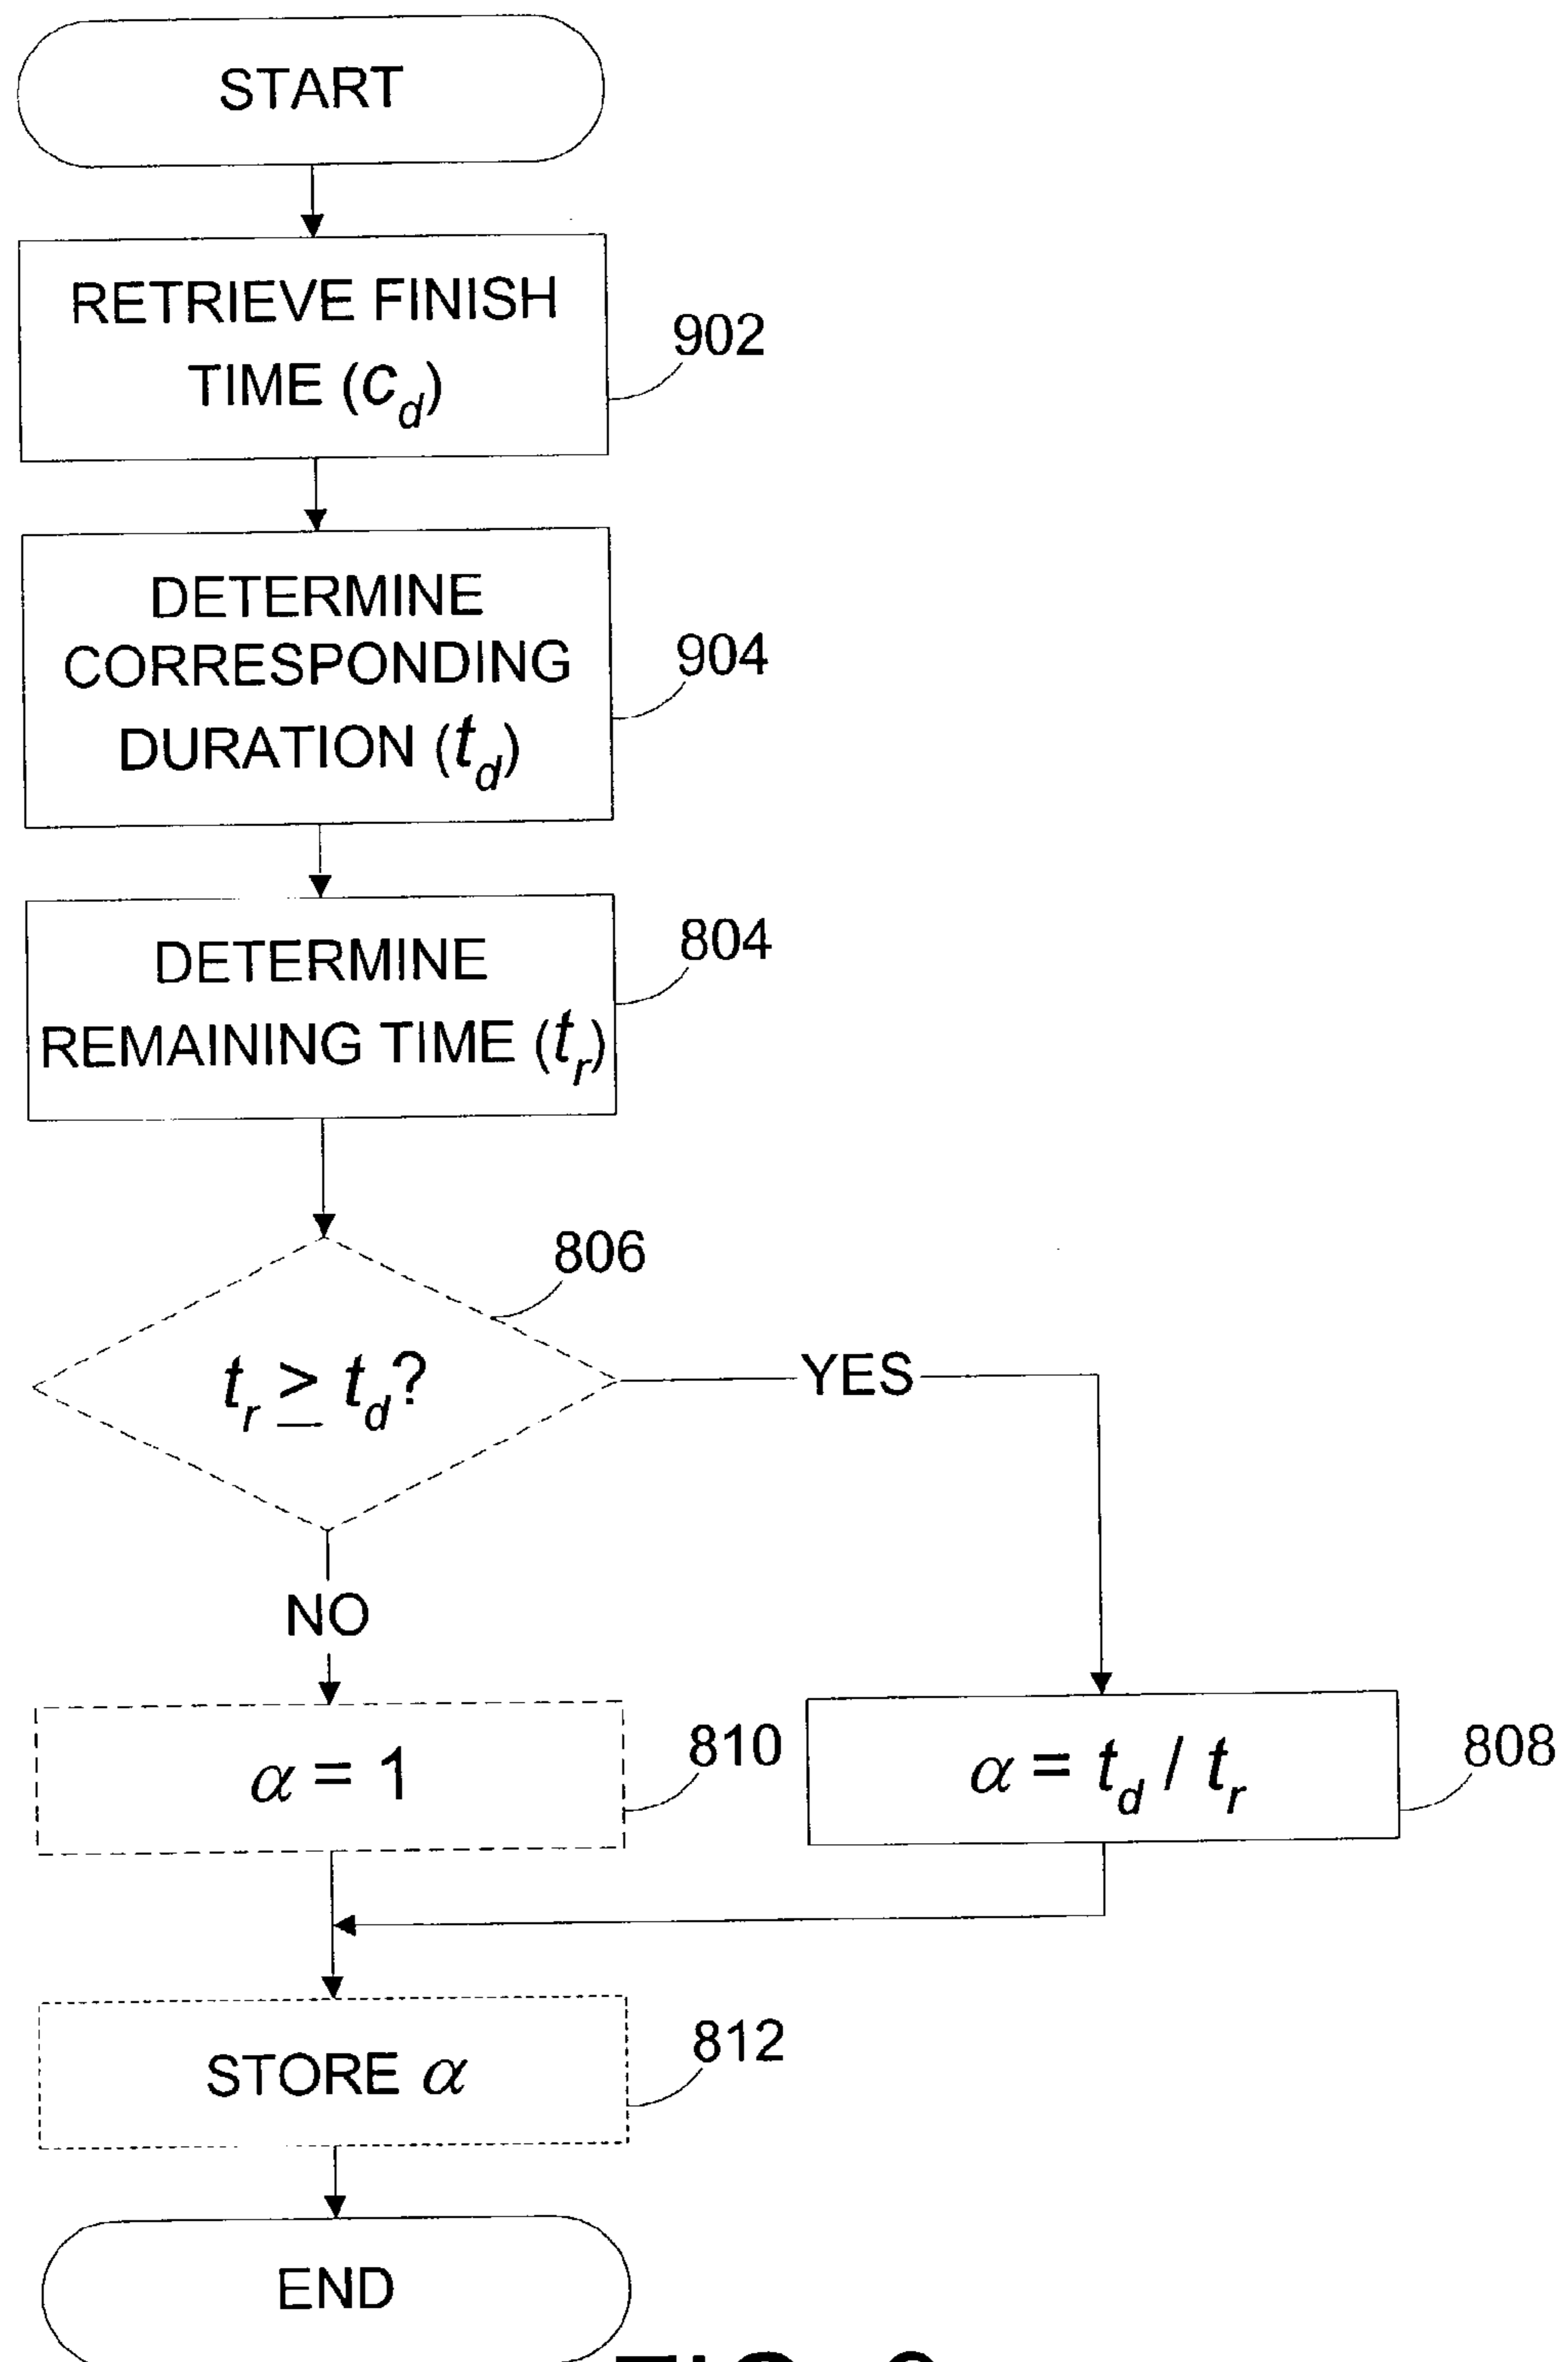 START
RETRIEVE FINISH
TIME (c_d)
902
DETERMINE
CORRESPONDING
DURATION (t_d)
904
DETERMINE
REMAINING TIME (t_r)
804
t_r ≥ t_d?
806
YES
NO
α = 1
810
α = t_d / t_r
808
STORE α
812
END